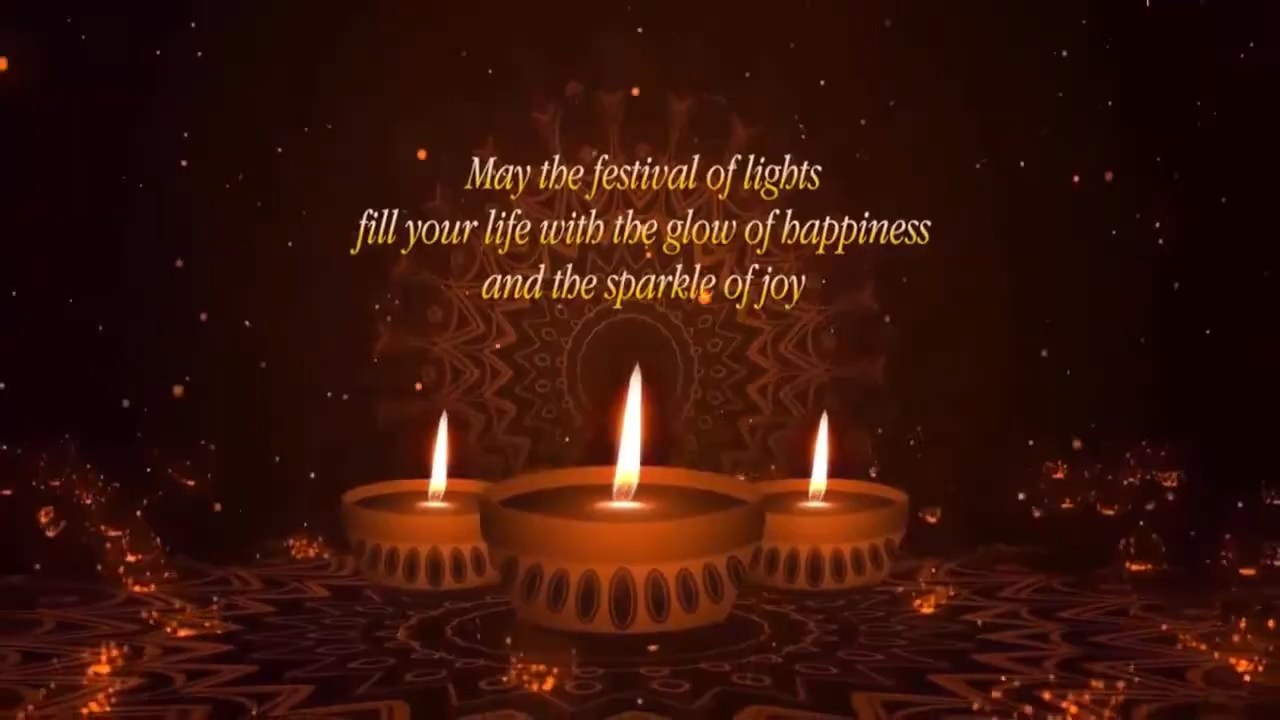 May the festival of lights
fill your life with the glow of happiness
and the sparkle of joy